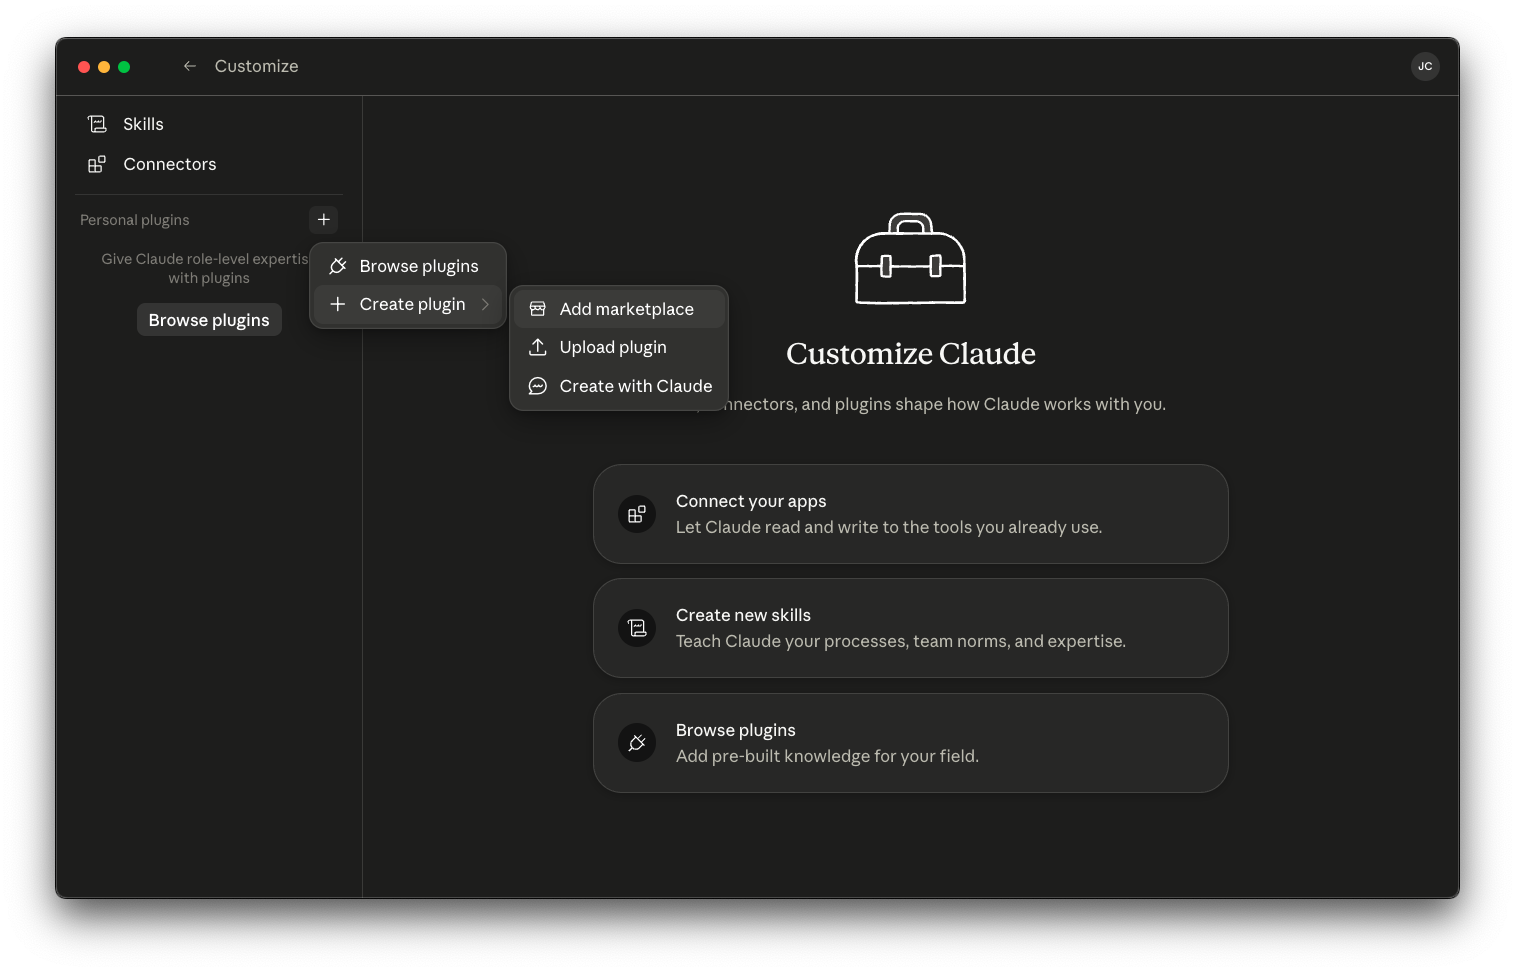 Customize
JC
Skills
Connectors
Personal plugins
Give Claude role-level
with plugins
Browse plugins
Browse plugins
Create plugin
Add marketplace
Upload plugin
Create with Claude
Customize Claude
and plugins shape how Claude works with you.
Connect your apps
Let Claude read and write to the tools you already use.
Create new skills
Teach Claude your processes, team norms, and expertise.
Browse plugins
Add pre-built knowledge for your field.